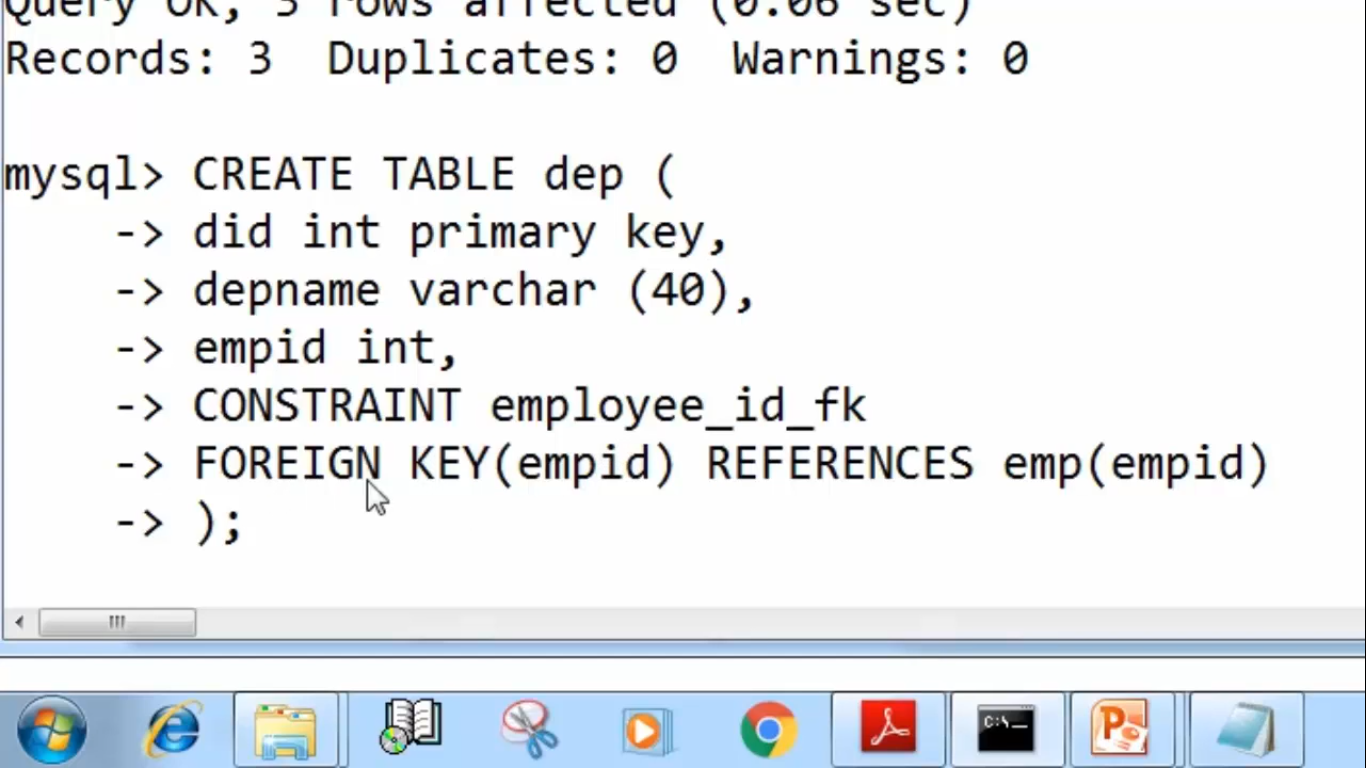 Query OK, 3 rows affected (0.06 sec)
Records: 3  Duplicates: 0  Warnings: 0
mysql> CREATE TABLE dep (
    -> did int primary key,
    -> depname varchar (40),
    -> empid int,
    -> CONSTRAINT employee_id_fk
    -> FOREIGN KEY(empid) REFERENCES emp(empid)
    -> );
C:\